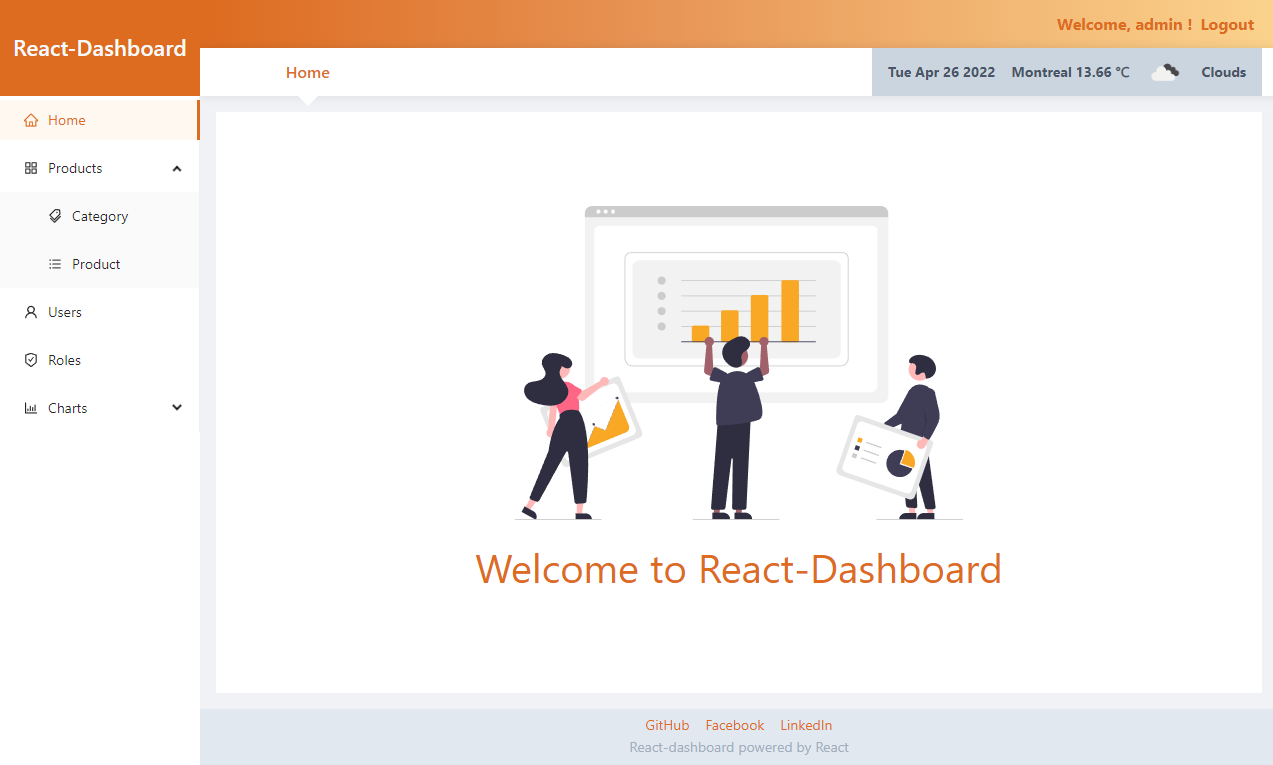 React-Dashboard
Welcome, admin ! Logout
Home
Tue Apr 26 2022 Montreal 13.66 ℃ Clouds
Home
Products
Category
Product
Users
Roles
Charts
Welcome to React-Dashboard
GitHub Facebook LinkedIn
React-dashboard powered by React